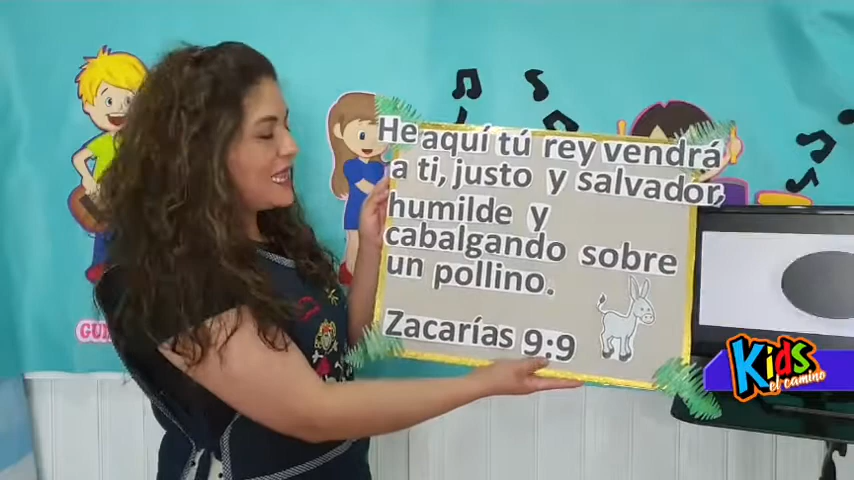 He aquí tú rey vendrá
a ti, justo y salvador,
humilde y
cabalgando sobre
un pollino.
Zacarías 9:9
Kids
el camino